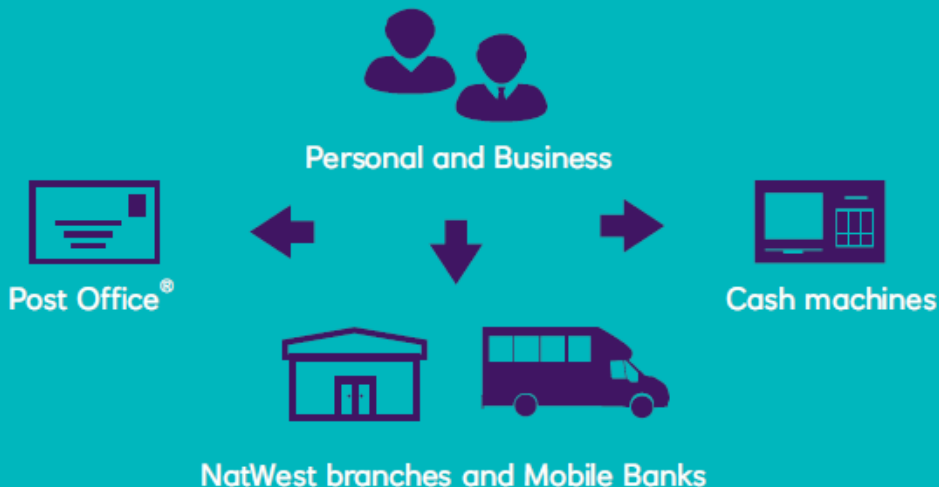 Personal and Business
Post Office®
Cash machines
NatWest branches and Mobile Banks